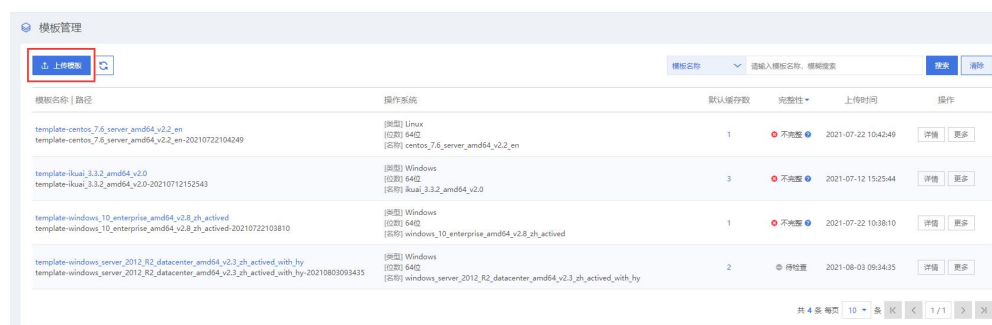 模板管理
上传模板
模板名称 请输入模板名称、模糊搜索 搜索 清除
模板名称 | 路径 操作系统 默认缓存数 完整性 上传时间 操作
template-centos_7.6_server_amd64_v2.2_en
template-centos_7.6_server_amd64_v2.2_en-20210722104249
[类型] Linux
[位数] 64位
[名称] centos_7.6_server_amd64_v2.2_en
1 不完整 2021-07-22 10:42:49 详情 更多
template-ikuai_3.3.2_amd64_v2.0
template-ikuai_3.3.2_amd64_v2.0-20210712152543
[类型] Windows
[位数] 64位
[名称] ikuai_3.3.2_amd64_v2.0
3 不完整 2021-07-12 15:25:44 详情 更多
template-windows_10_enterprise_amd64_v2.8_zh_actived
template-windows_10_enterprise_amd64_v2.8_zh_actived-20210722103810
[类型] Windows
[位数] 64位
[名称] windows_10_enterprise_amd64_v2.8_zh_actived
1 不完整 2021-07-22 10:38:10 详情 更多
template-windows_server_2012_R2_datacenter_amd64_v2.3_zh_actived_with_hy
template-windows_server_2012_R2_datacenter_amd64_v2.3_zh_actived_with_hy-20210803093435
[类型] Windows
[位数] 64位
[名称] windows_server_2012_R2_datacenter_amd64_v2.3_zh_actived_with_hy
2 待检查 2021-08-03 09:34:35 详情 更多
共 4 条 每页 10 条 1 / 1